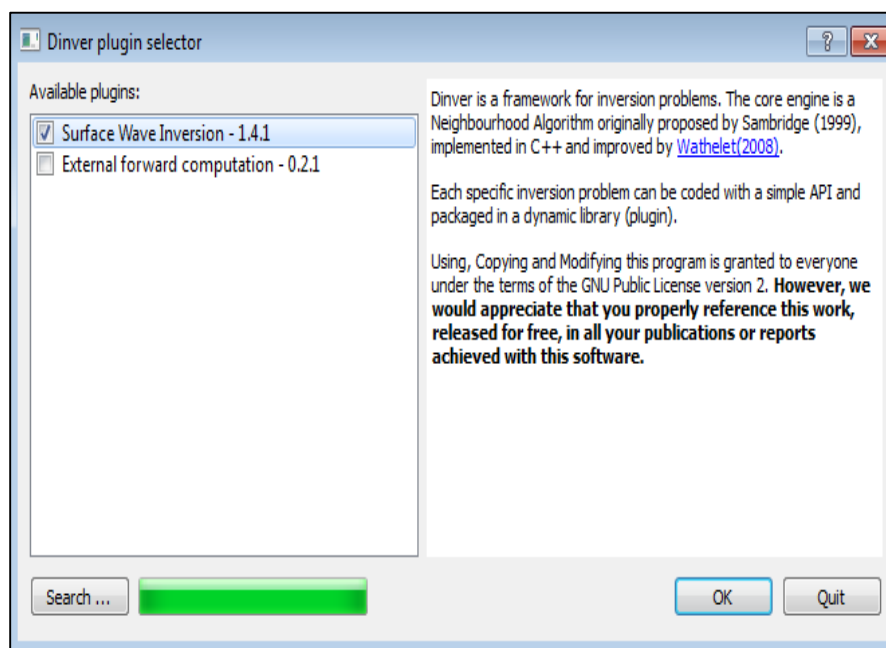 Dinver plugin selector
Available plugins:
Surface Wave Inversion - 1.4.1
External forward computation - 0.2.1
Dinver is a framework for inversion problems. The core engine is a
Neighbourhood Algorithm originally proposed by Sambridge (1999),
implemented in C++ and improved by Wathelet(2008).
Each specific inversion problem can be coded with a simple API and
packaged in a dynamic library (plugin).
Using, Copying and Modifying this program is granted to everyone
under the terms of the GNU Public License version 2. However, we
would appreciate that you properly reference this work,
released for free, in all your publications or reports
achieved with this software.
Search ...
OK
Quit